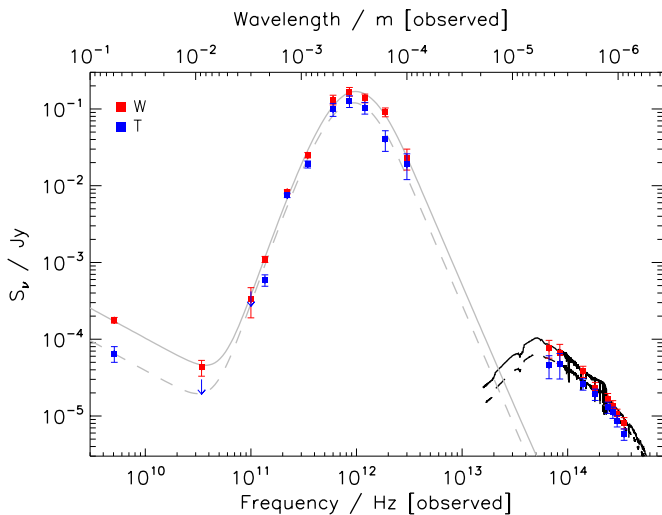 Wavelength / m [observed]
10⁻¹ 10⁻² 10⁻³ 10⁻⁴ 10⁻⁵ 10⁻⁶
W
T
10⁻¹
10⁻²
10⁻³
10⁻⁴
10⁻⁵
S_ν / Jy
10¹⁰ 10¹¹ 10¹² 10¹³ 10¹⁴
Frequency / Hz [observed]